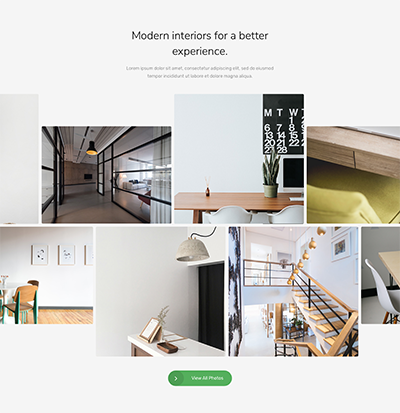 Modern interiors for a better
experience.
Lorem ipsum dolor sit amet, consectetur adipiscing elit, sed do eiusmod
tempor incididunt ut labore et dolore magna aliqua.
M T W
1
6 7 8
13 14 15
20 21 22
27 28
View All Photos